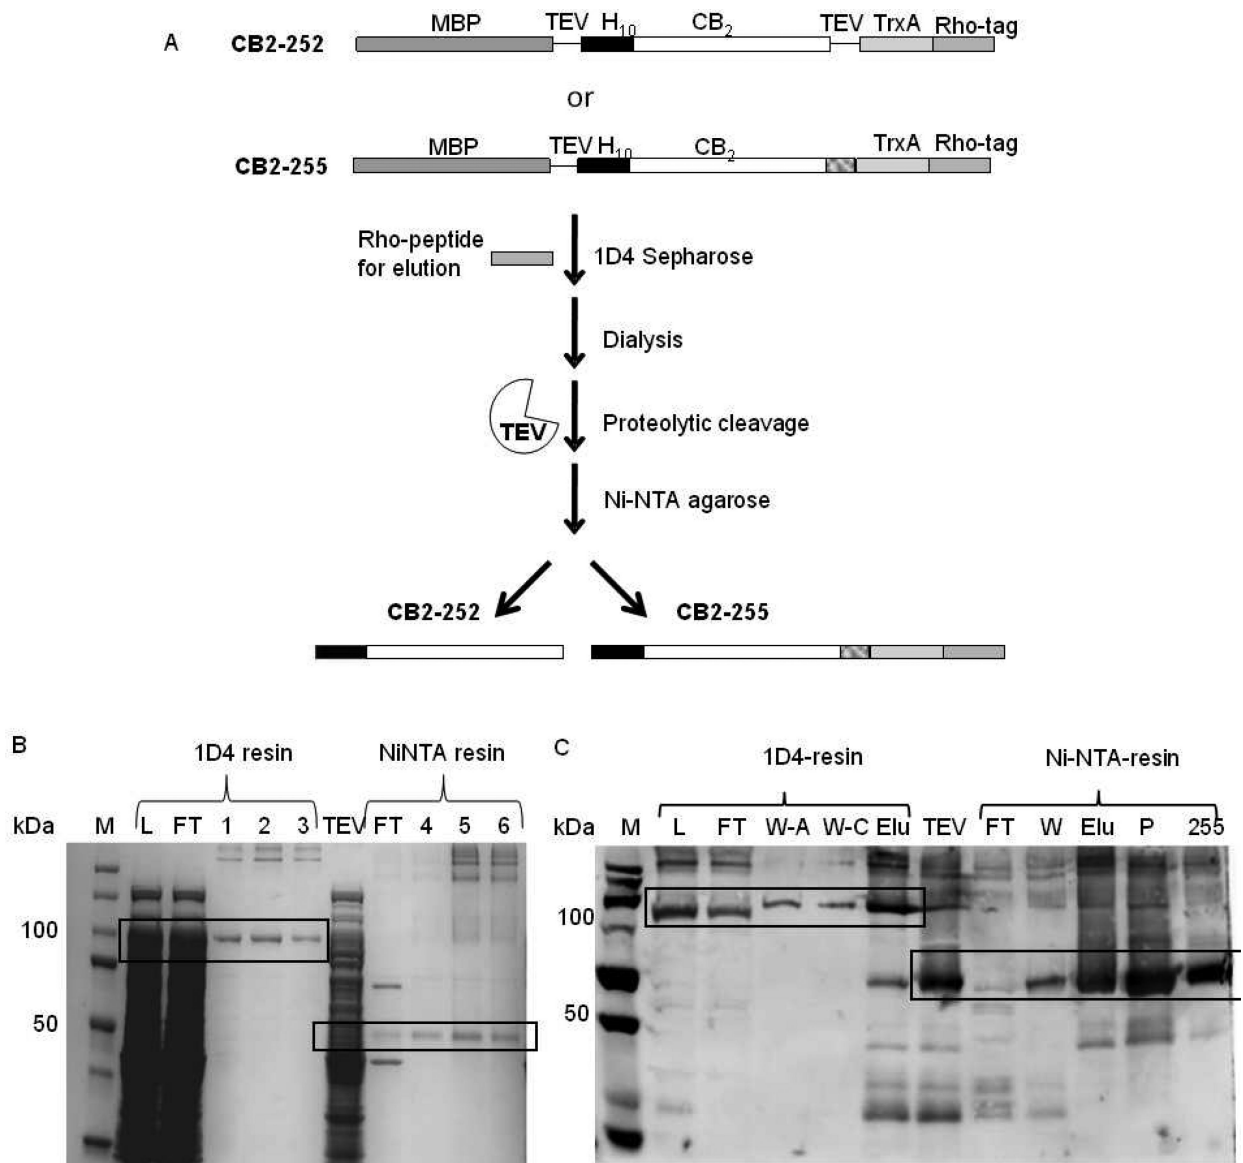 A
CB2-252
MBP TEV H10 CB2 TEV TrxA Rho-tag
or
CB2-255
MBP TEV H10 CB2 TrxA Rho-tag
Rho-peptide
for elution
1D4 Sepharose
Dialysis
TEV
Proteolytic cleavage
Ni-NTA agarose
CB2-252 CB2-255
B
1D4 resin NiNTA resin
kDa M L FT 1 2 3 TEV FT 4 5 6
100
50
C
1D4-resin Ni-NTA-resin
kDa M L FT W-A W-C Elu TEV FT W Elu P 255
100
50